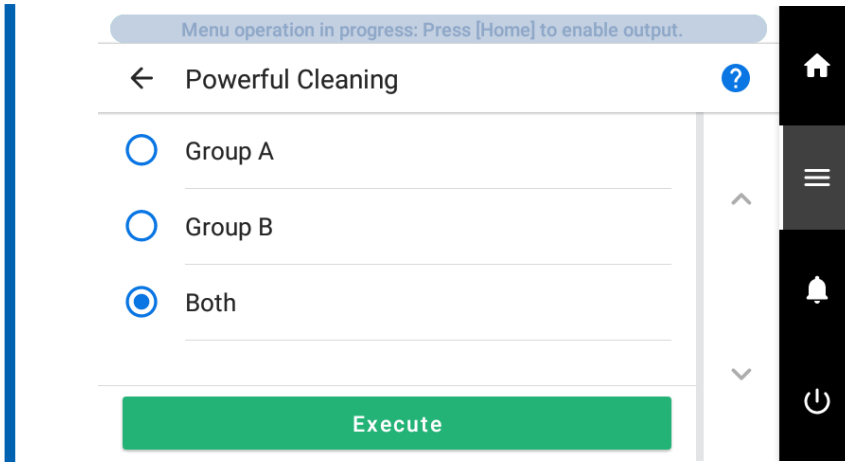 Menu operation in progress: Press [Home] to enable output.
Powerful Cleaning
?
Group A
Group B
Both
Execute